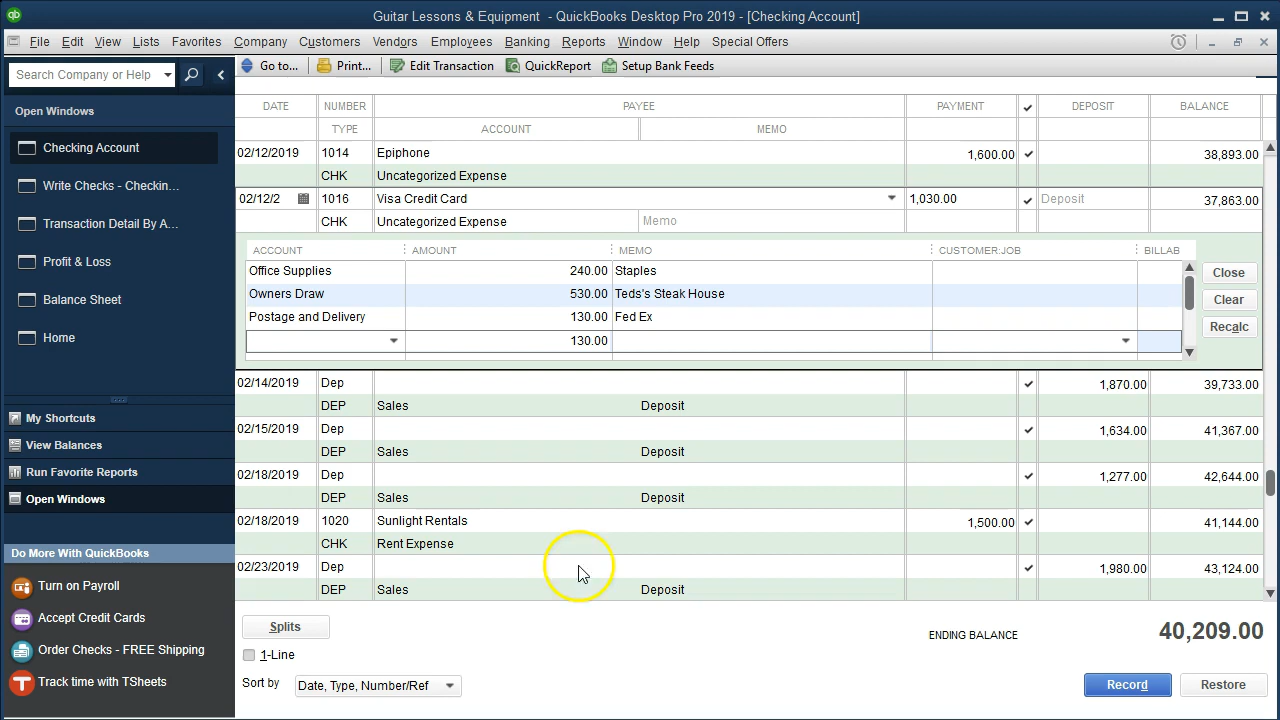 Guitar Lessons & Equipment - QuickBooks Desktop Pro 2019 - [Checking Account]
File Edit View Lists Favorites Company Customers Vendors Employees Banking Reports Window Help Special Offers
Search Company or Help
Go to... Print... Edit Transaction QuickReport Setup Bank Feeds
Open Windows
Checking Account
Write Checks - Checkin...
Transaction Detail By A...
Profit & Loss
Balance Sheet
Home
My Shortcuts
View Balances
Run Favorite Reports
Open Windows
Do More With QuickBooks
Turn on Payroll
Accept Credit Cards
Order Checks - FREE Shipping
Track time with TSheets
DATE NUMBER PAYEE PAYMENT ✓ DEPOSIT BALANCE
TYPE ACCOUNT MEMO
02/12/2019 1014 Epiphone 1,600.00 ✓ 38,893.00
CHK Uncategorized Expense
02/12/2 1016 Visa Credit Card 1,030.00 ✓ Deposit 37,863.00
CHK Uncategorized Expense Memo
ACCOUNT AMOUNT MEMO CUSTOMER:JOB BILLAB
Office Supplies 240.00 Staples
Owners Draw 530.00 Teds's Steak House
Postage and Delivery 130.00 Fed Ex
130.00
Close
Clear
Recalc
02/14/2019 Dep ✓ 1,870.00 39,733.00
DEP Sales Deposit
02/15/2019 Dep ✓ 1,634.00 41,367.00
DEP Sales Deposit
02/18/2019 Dep ✓ 1,277.00 42,644.00
DEP Sales Deposit
02/18/2019 1020 Sunlight Rentals 1,500.00 ✓ 41,144.00
CHK Rent Expense
02/23/2019 Dep ✓ 1,980.00 43,124.00
DEP Sales Deposit
Splits
ENDING BALANCE 40,209.00
1-Line
Sort by Date, Type, Number/Ref
Record Restore